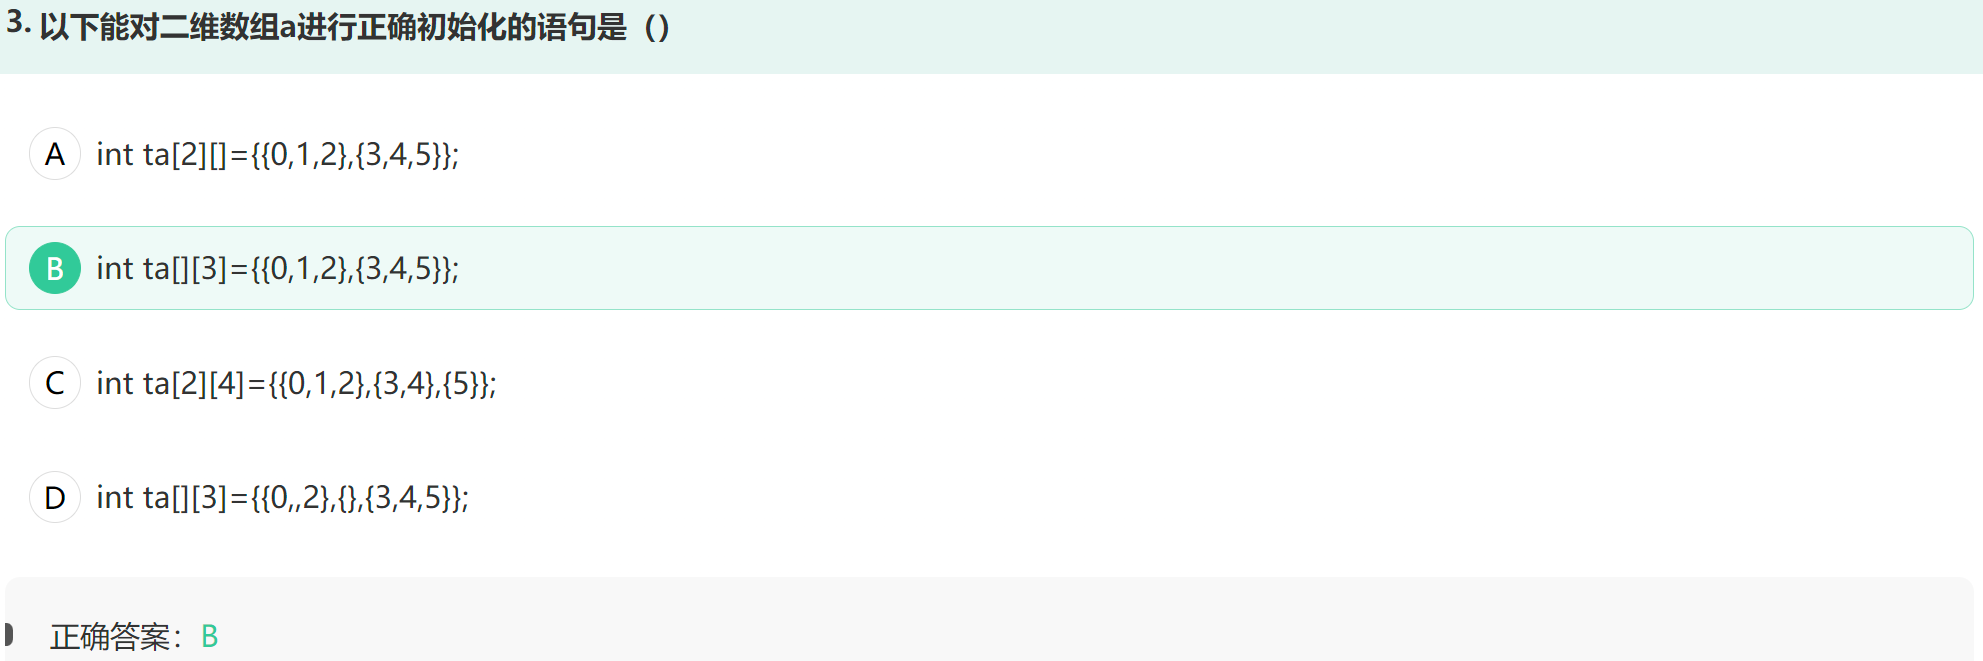 3. 以下能对二维数组a进行正确初始化的语句是（）
A int ta[2][]={{0,1,2},{3,4,5}};
B int ta[][3]={{0,1,2},{3,4,5}};
C int ta[2][4]={{0,1,2},{3,4},{5}};
D int ta[][3]={{0,,2},{},{3,4,5}};
正确答案：B